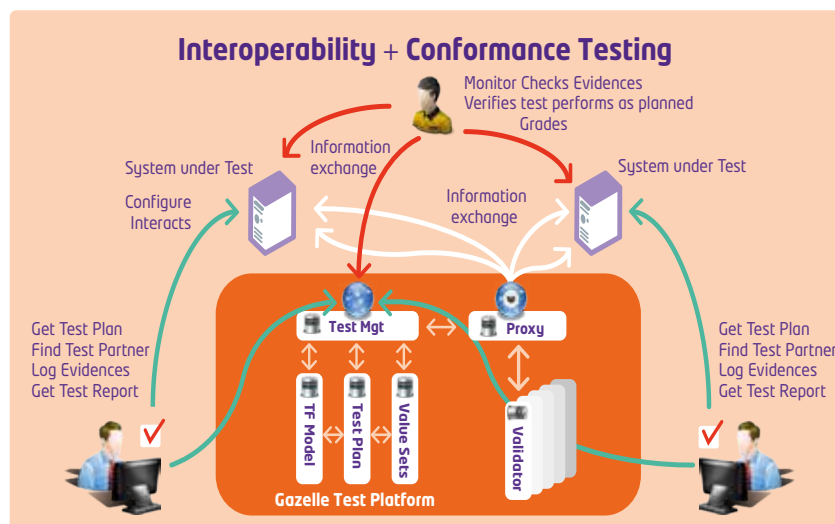 Interoperability + Conformance Testing
Monitor Checks Evidences
Verifies test performs as planned
Grades
Information
exchange
System under Test
Configure
Interacts
Information
exchange
System under Test
Get Test Plan
Find Test Partner
Log Evidences
Get Test Report
Test Mgt
Proxy
Get Test Plan
Find Test Partner
Log Evidences
Get Test Report
TF Model
Test Plan
Value Sets
Validator
Gazelle Test Platform